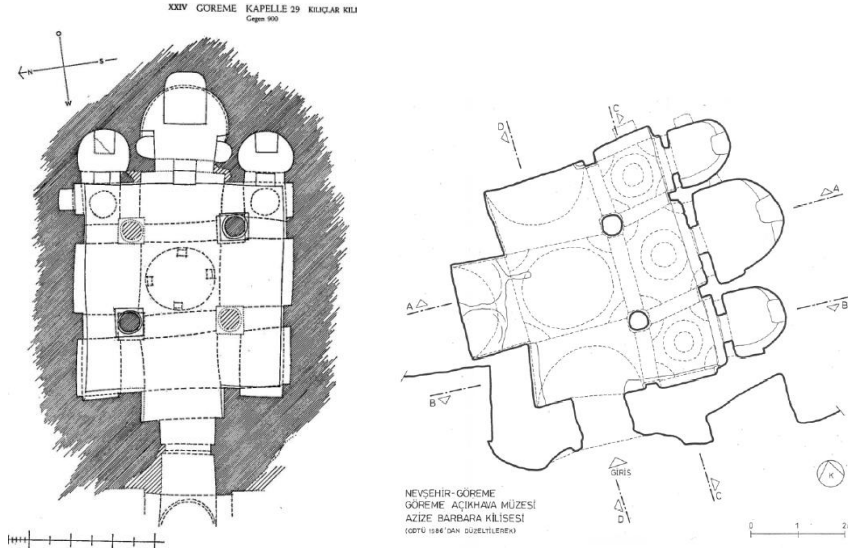 XXIV GÖREME KAPELLE 29 KILIÇLAR KILI
Gegen 900
O
N S
W
C
D
A
A
B
B
GİRİS
D
C
K
NEVŞEHİR-GÖREME
GÖREME AÇIKHAVA MÜZESİ
AZİZE BARBARA KİLİSESİ
(ODTÜ 1986'DAN DÜZELTİLEREK)
0 1 2